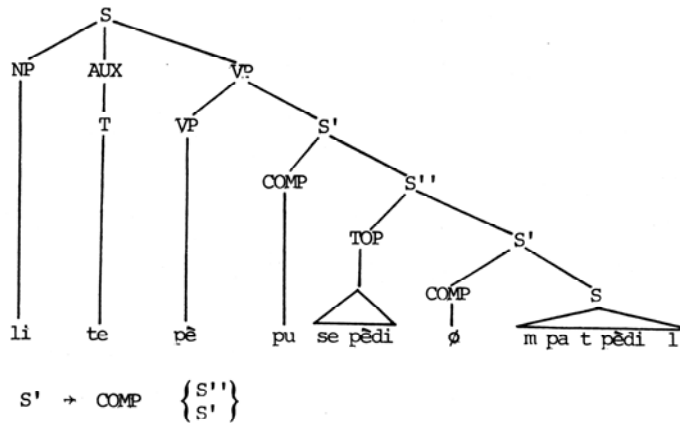 S
NP AUX VP
T VP S'
COMP S''
TOP S'
COMP S
li te pè pu se pèdi ∅ m pa t pèdi l
S' → COMP {S''
S'}